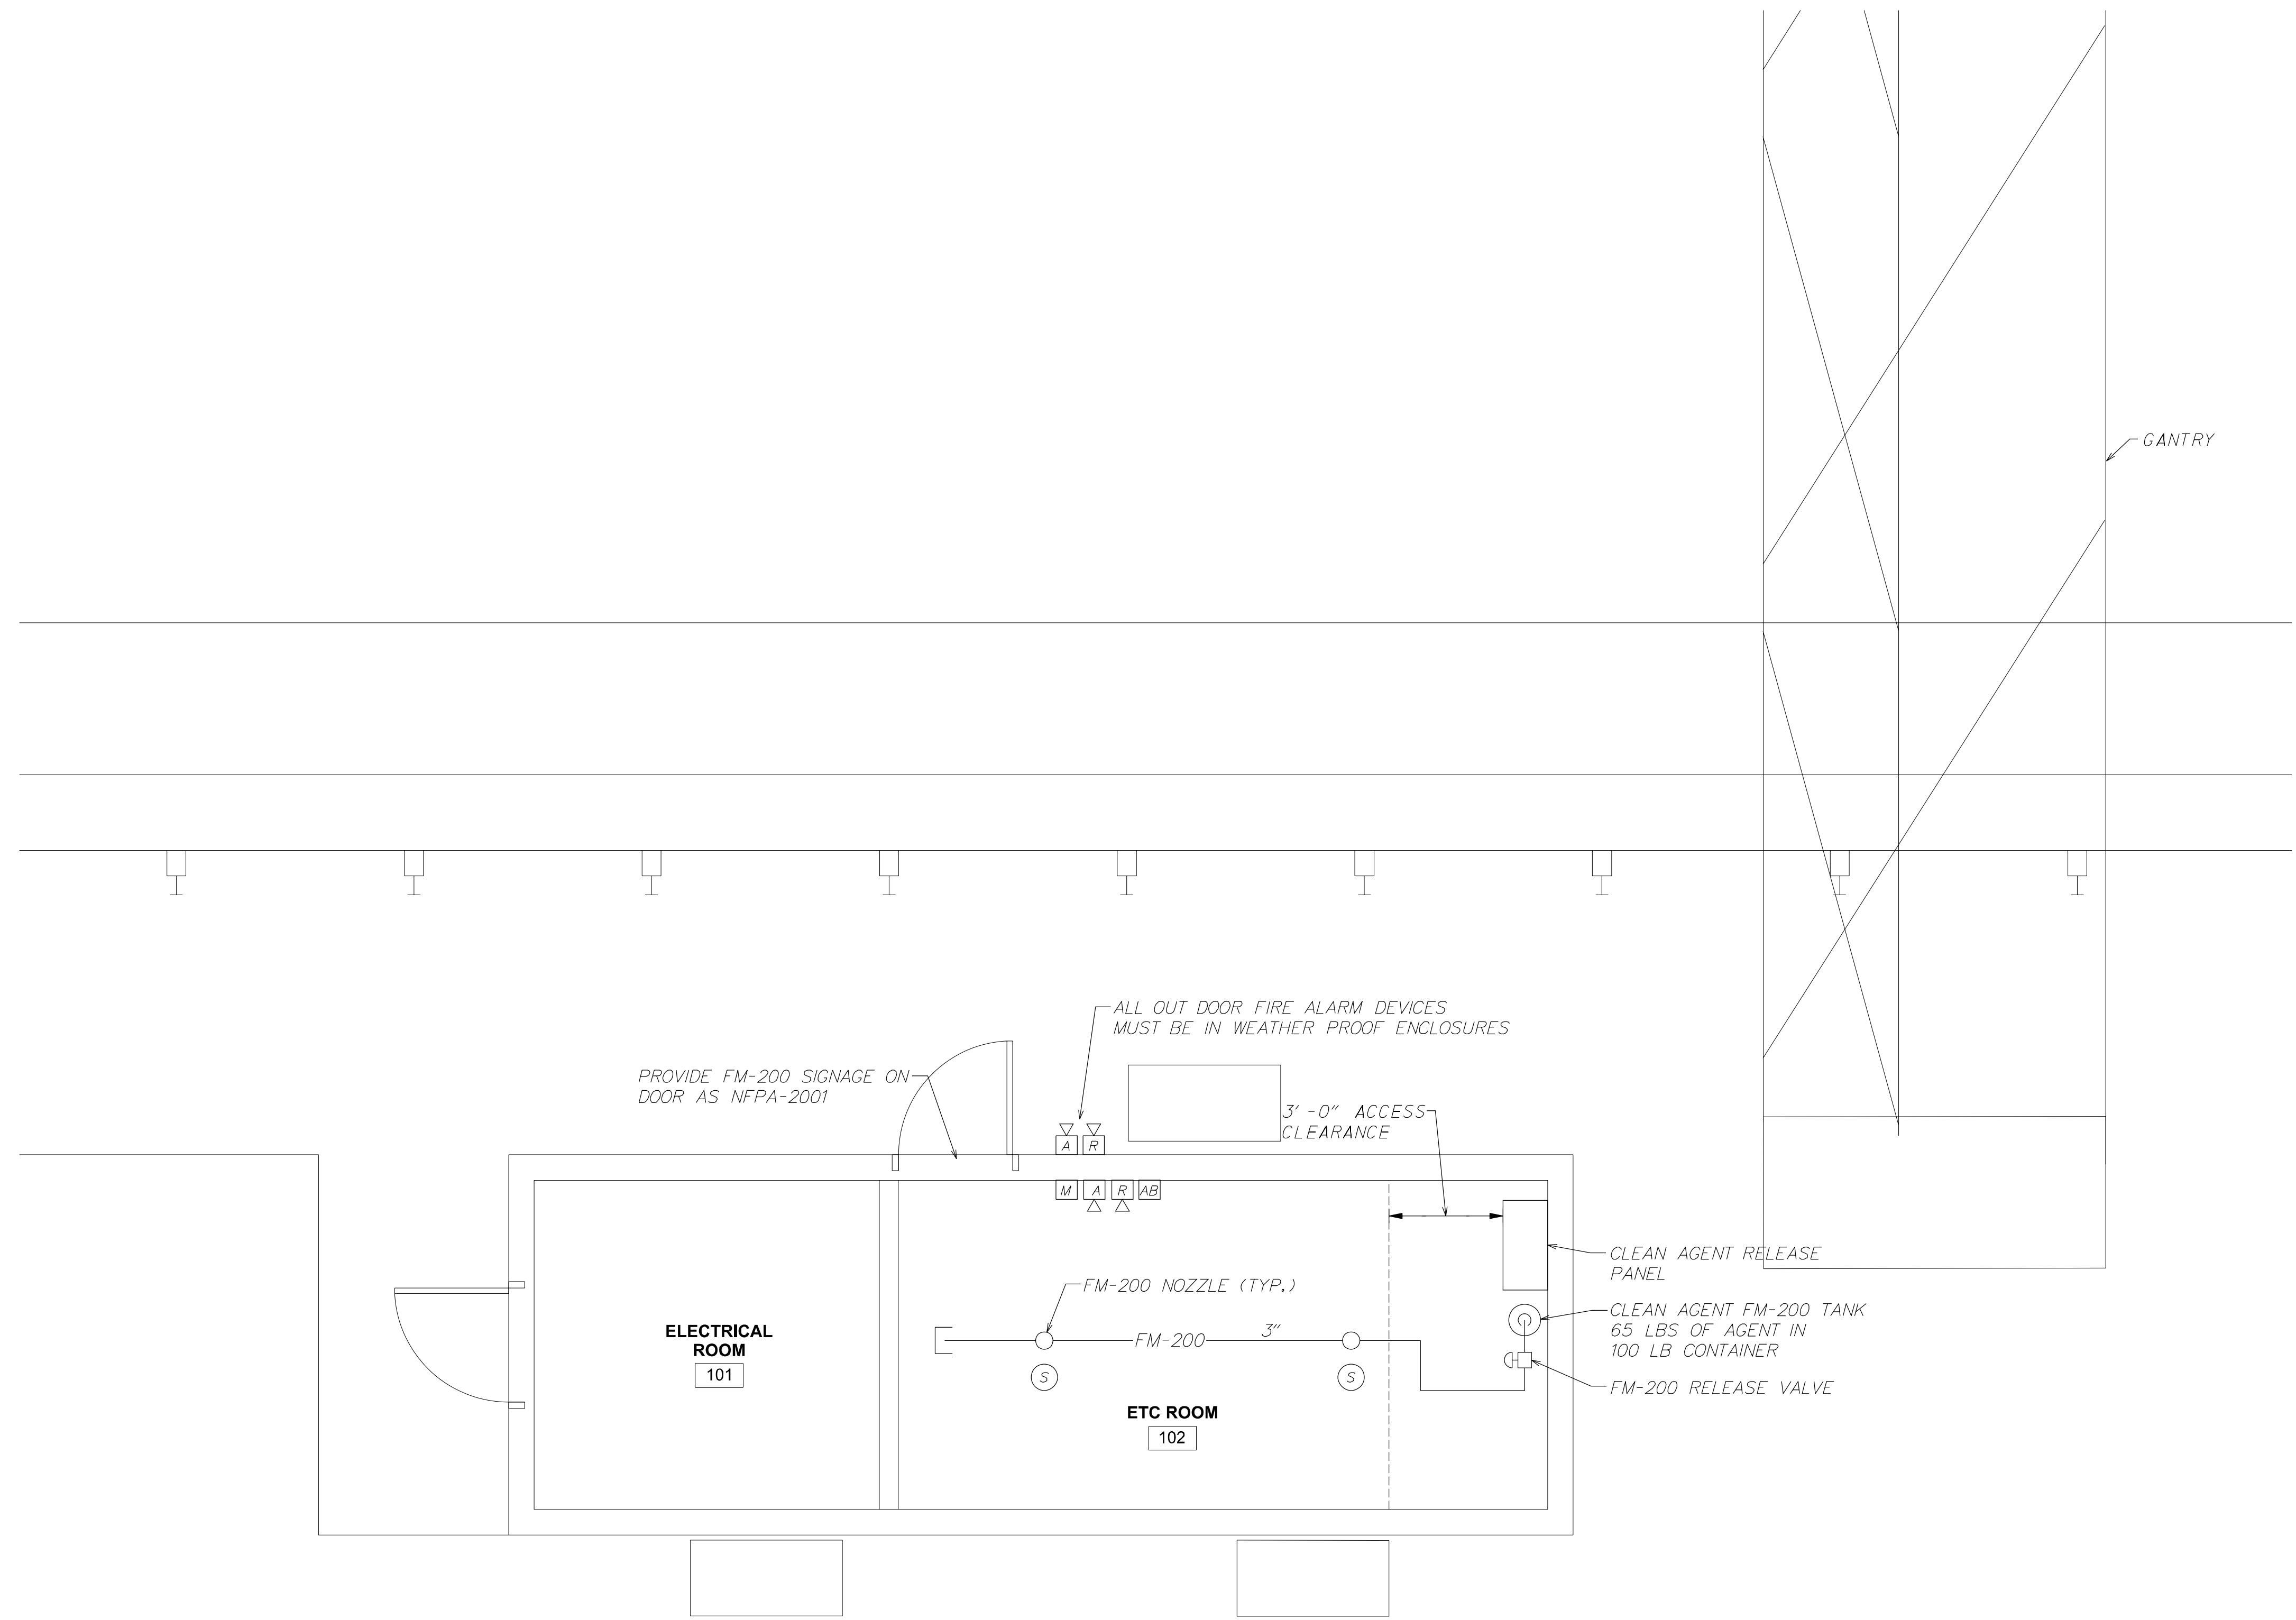 GANTRY
ALL OUT DOOR FIRE ALARM DEVICES
MUST BE IN WEATHER PROOF ENCLOSURES
PROVIDE FM-200 SIGNAGE ON
DOOR AS NFPA-2001
3'-0" ACCESS
CLEARANCE
A R
M A R AB
CLEAN AGENT RELEASE
PANEL
FM-200 NOZZLE (TYP.)
CLEAN AGENT FM-200 TANK
65 LBS OF AGENT IN
100 LB CONTAINER
FM-200 3"
ELECTRICAL
ROOM
101
S S
FM-200 RELEASE VALVE
ETC ROOM
102